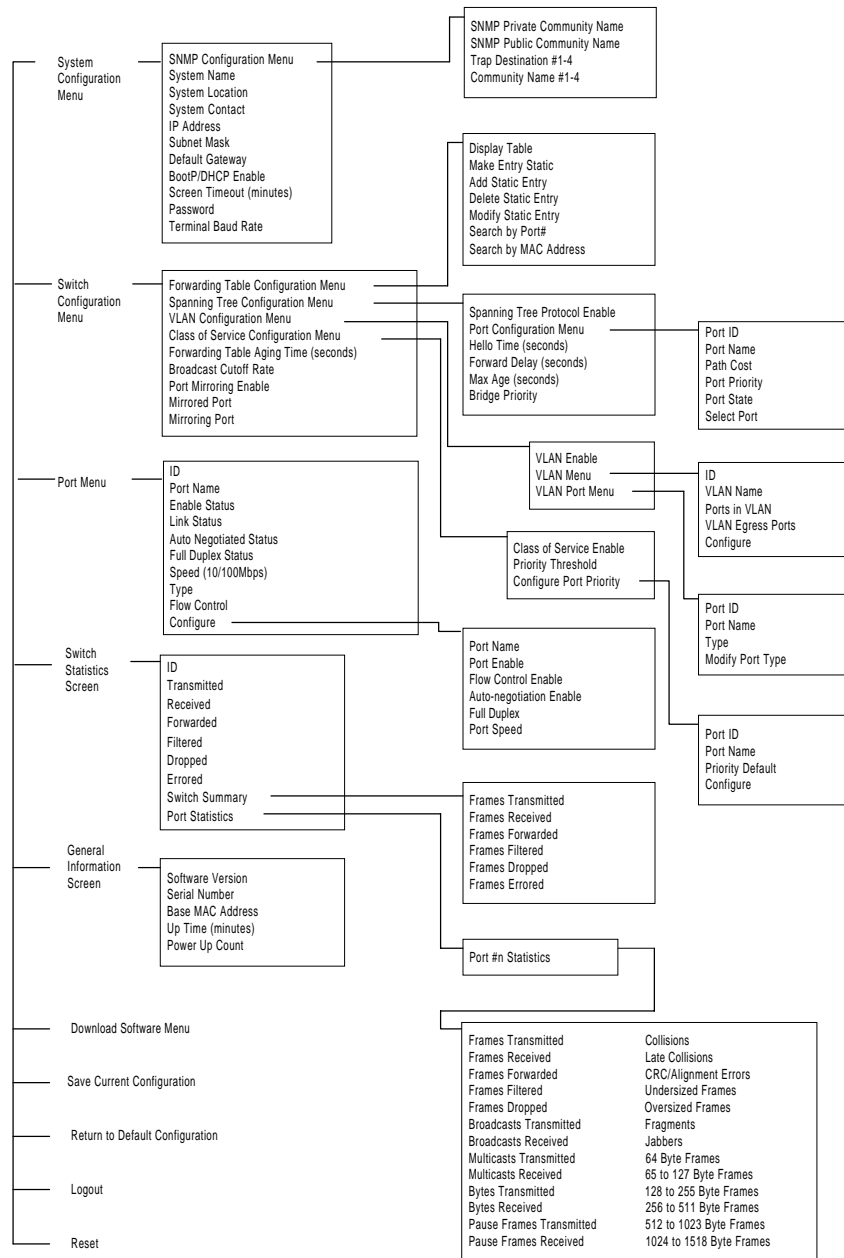 SNMP Private Community Name
SNMP Public Community Name
Trap Destination #1-4
Community Name #1-4
System
Configuration
Menu
SNMP Configuration Menu
System Name
System Location
System Contact
IP Address
Subnet Mask
Default Gateway
BootP/DHCP Enable
Screen Timeout (minutes)
Password
Terminal Baud Rate
Display Table
Make Entry Static
Add Static Entry
Delete Static Entry
Modify Static Entry
Search by Port#
Search by MAC Address
Switch
Configuration
Menu
Forwarding Table Configuration Menu
Spanning Tree Configuration Menu
VLAN Configuration Menu
Class of Service Configuration Menu
Forwarding Table Aging Time (seconds)
Broadcast Cutoff Rate
Port Mirroring Enable
Mirrored Port
Mirroring Port
Spanning Tree Protocol Enable
Port Configuration Menu
Hello Time (seconds)
Forward Delay (seconds)
Max Age (seconds)
Bridge Priority
Port ID
Port Name
Path Cost
Port Priority
Port State
Select Port
VLAN Enable
VLAN Menu
VLAN Port Menu
ID
VLAN Name
Ports in VLAN
VLAN Egress Ports
Configure
Port Menu
ID
Port Name
Enable Status
Link Status
Auto Negotiated Status
Full Duplex Status
Speed (10/100Mbps)
Type
Flow Control
Configure
Class of Service Enable
Priority Threshold
Configure Port Priority
Port ID
Port Name
Type
Modify Port Type
Port Name
Port Enable
Flow Control Enable
Auto-negotiation Enable
Full Duplex
Port Speed
Port ID
Port Name
Priority Default
Configure
Switch
Statistics
Screen
ID
Transmitted
Received
Forwarded
Filtered
Dropped
Errored
Switch Summary
Port Statistics
Frames Transmitted
Frames Received
Frames Forwarded
Frames Filtered
Frames Dropped
Frames Errored
General
Information
Screen
Software Version
Serial Number
Base MAC Address
Up Time (minutes)
Power Up Count
Port #n Statistics
Download Software Menu
Save Current Configuration
Return to Default Configuration
Logout
Reset
Frames Transmitted
Frames Received
Frames Forwarded
Frames Filtered
Frames Dropped
Broadcasts Transmitted
Broadcasts Received
Multicasts Transmitted
Multicasts Received
Bytes Transmitted
Bytes Received
Pause Frames Transmitted
Pause Frames Received
Collisions
Late Collisions
CRC/Alignment Errors
Undersized Frames
Oversized Frames
Fragments
Jabbers
64 Byte Frames
65 to 127 Byte Frames
128 to 255 Byte Frames
256 to 511 Byte Frames
512 to 1023 Byte Frames
1024 to 1518 Byte Frames